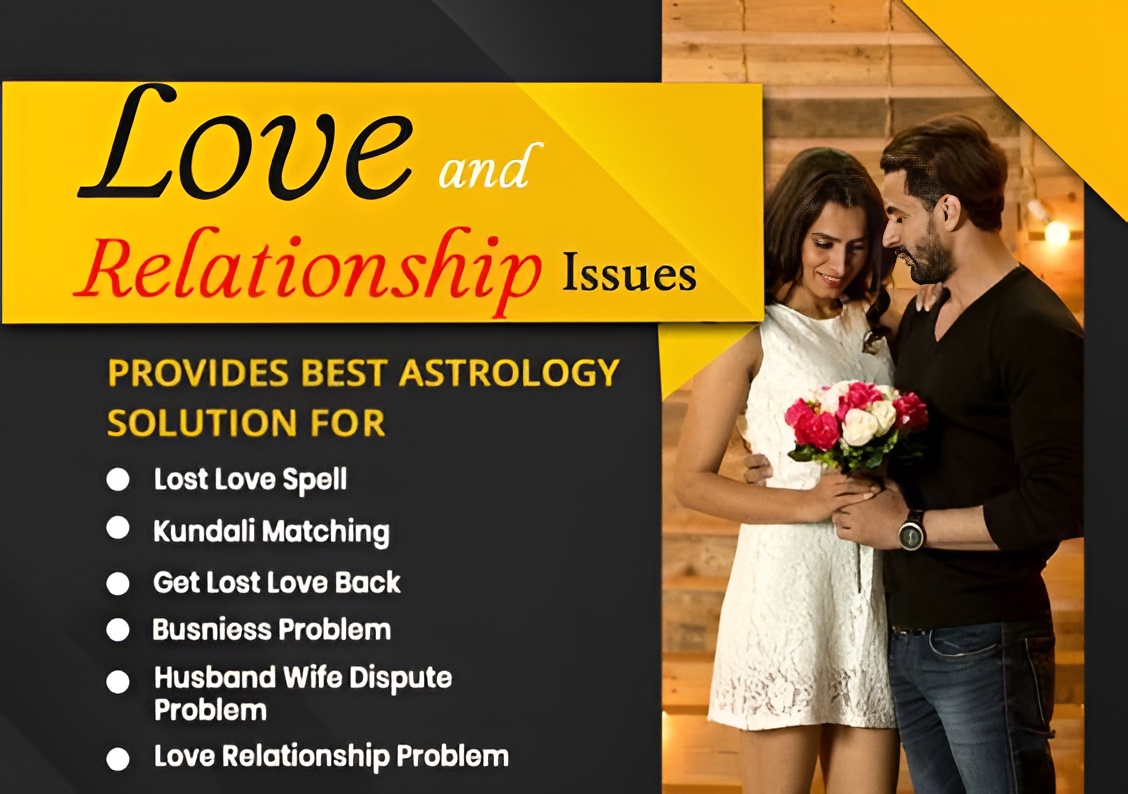 Love and
Relationship Issues
PROVIDES BEST ASTROLOGY
SOLUTION FOR
Lost Love Spell
Kundali Matching
Get Lost Love Back
Busniess Problem
Husband Wife Dispute
Problem
Love Relationship Problem